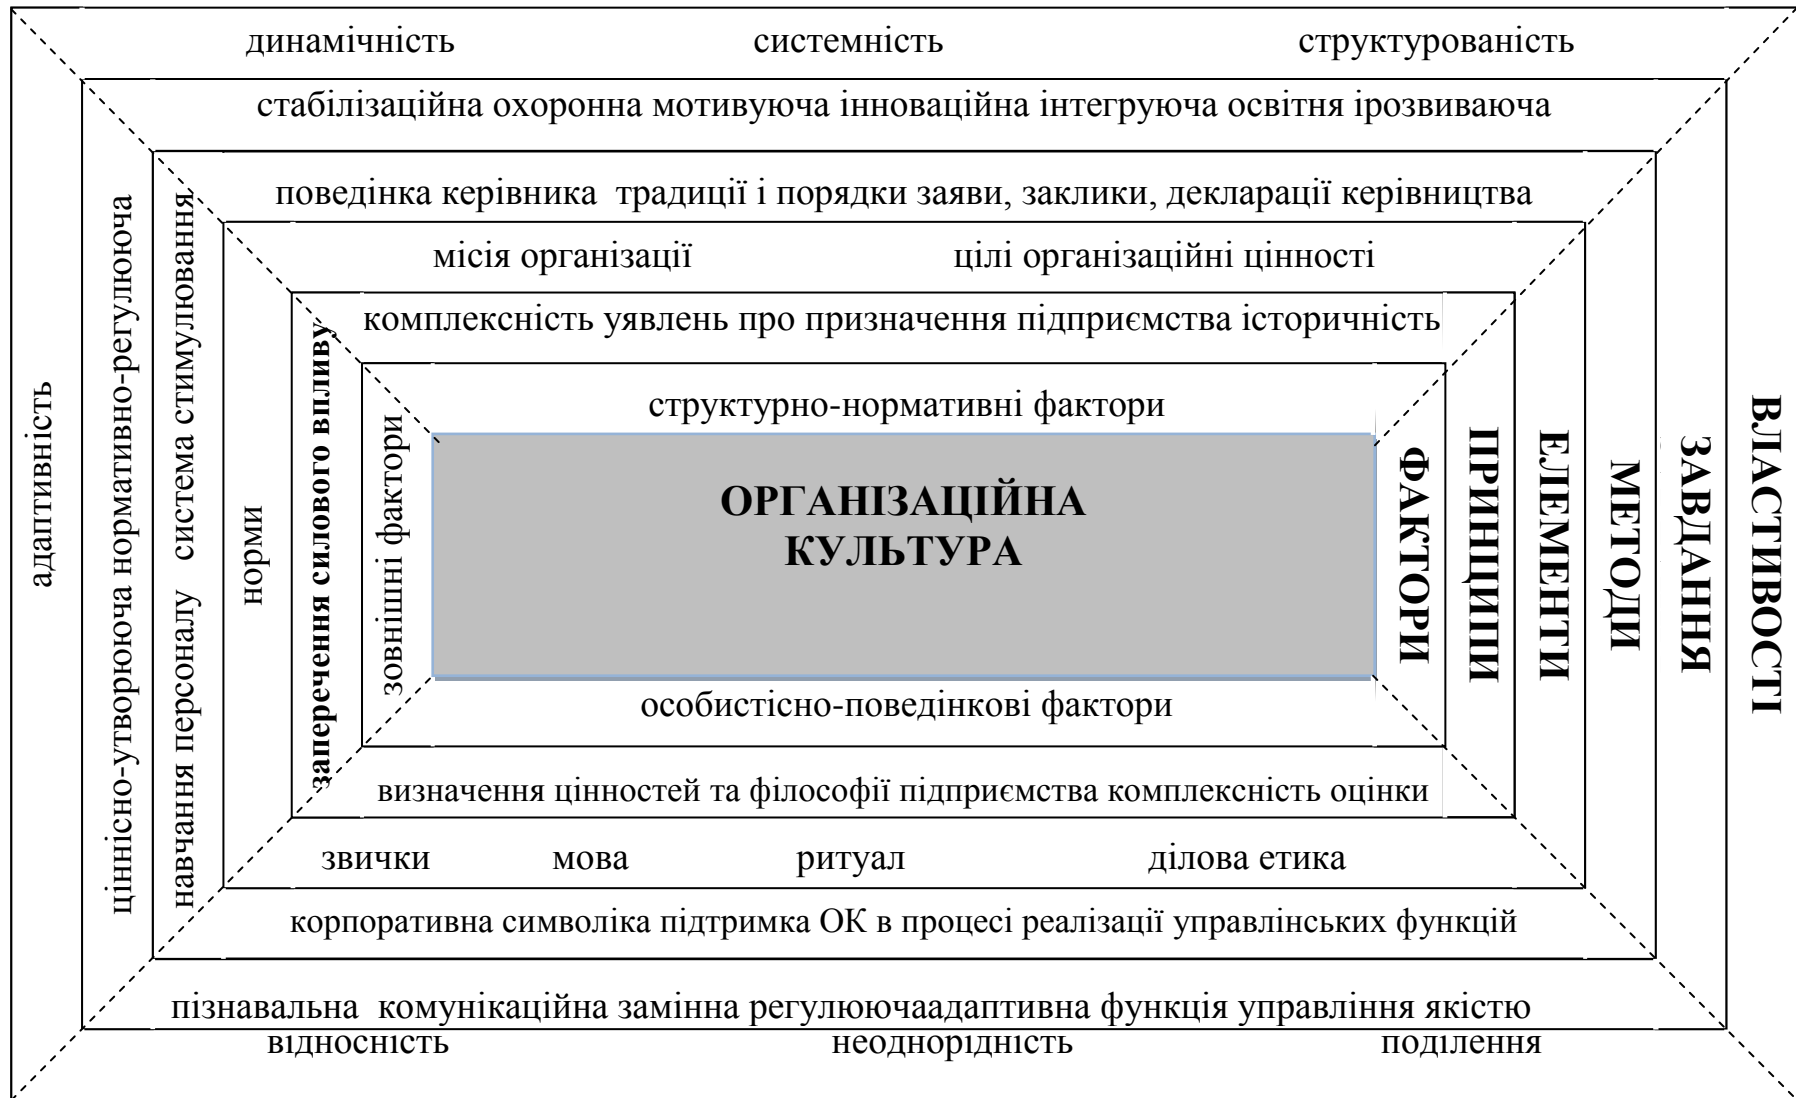 динамічність системність структурованість
стабілізаційна охоронна мотивуюча інноваційна інтегруюча освітня ірозвиваюча
поведінка керівника традиції і порядки заяви, заклики, декларації керівництва
місія організації цілі організаційні цінності
комплексність уявлень про призначення підприємства історичність
структурно-нормативні фактори
адаптивність
ціннісно-утворююча нормативно-регулююча
навчання персоналу система стимулювання
норми
заперечення силового впливу
зовнішні фактори
ОРГАНІЗАЦІЙНА
КУЛЬТУРА
ФАКТОРИ
ПРИНЦИПИ
ЕЛЕМЕНТИ
МЕТОДИ
ЗАВДАННЯ
ВЛАСТИВОСТІ
особистісно-поведінкові фактори
визначення цінностей та філософії підприємства комплексність оцінки
звички мова ритуал ділова етика
корпоративна символіка підтримка ОК в процесі реалізації управлінських функцій
пізнавальна комунікаційна замінна регулюючаадаптивна функція управління якістю
відносність неоднорідність поділення